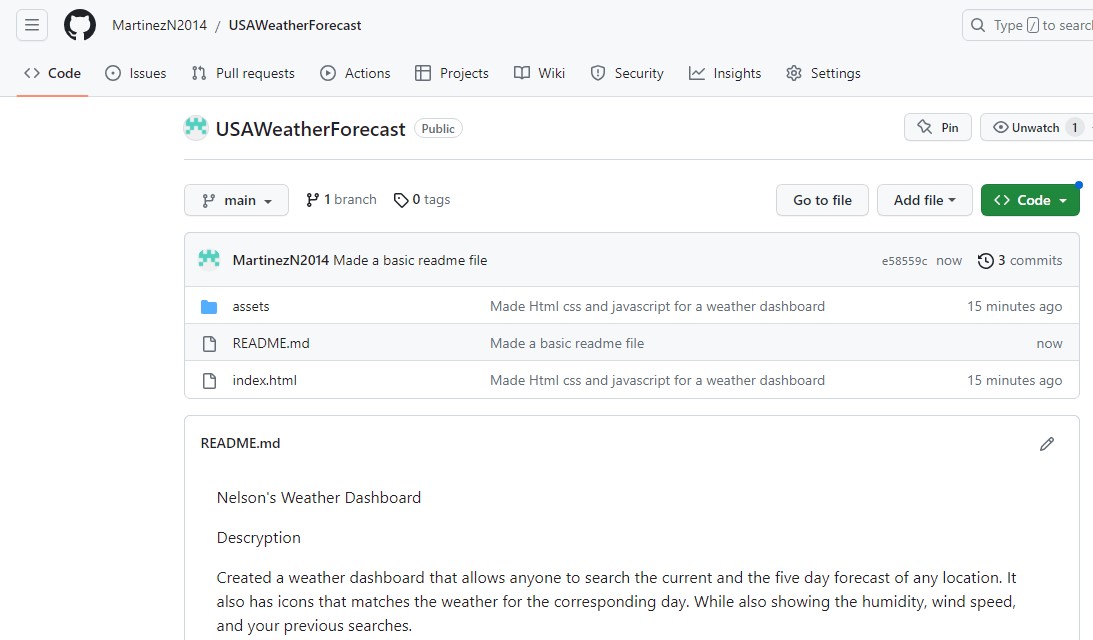 MartinezN2014 / USAWeatherForecast
Type / to search
Code Issues Pull requests Actions Projects Wiki Security Insights Settings
USAWeatherForecast Public Pin Unwatch 1
main 1 branch 0 tags Go to file Add file Code
MartinezN2014 Made a basic readme file e58559c now 3 commits
assets Made Html css and javascript for a weather dashboard 15 minutes ago
README.md Made a basic readme file now
index.html Made Html css and javascript for a weather dashboard 15 minutes ago
README.md
Nelson's Weather Dashboard
Descryption
Created a weather dashboard that allows anyone to search the current and the five day forecast of any location. It
also has icons that matches the weather for the corresponding day. While also showing the humidity, wind speed,
and your previous searches.